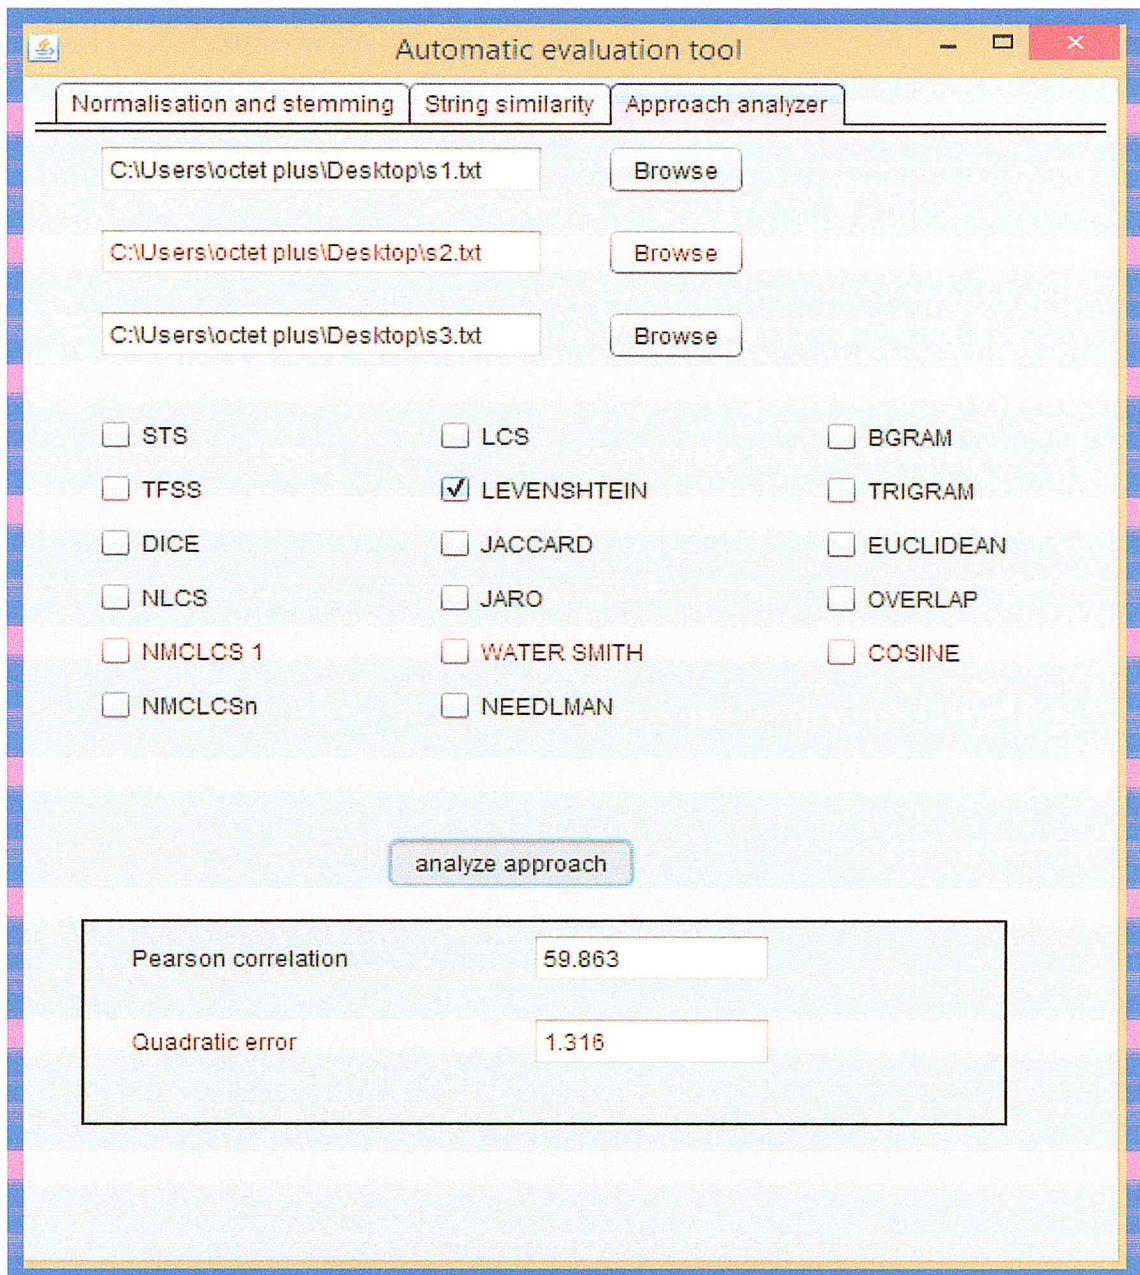 Automatic evaluation tool
Normalisation and stemming String similarity Approach analyzer
C:\Users\octet plus\Desktop\s1.txt Browse
C:\Users\octet plus\Desktop\s2.txt Browse
C:\Users\octet plus\Desktop\s3.txt Browse
STS LCS BGRAM
TFSS LEVENSHTEIN TRIGRAM
DICE JACCARD EUCLIDEAN
NLCS JARO OVERLAP
NMCLCS 1 WATER SMITH COSINE
NMCLCSn NEEDLMAN
analyze approach
Pearson correlation 59.863
Quadratic error 1.316